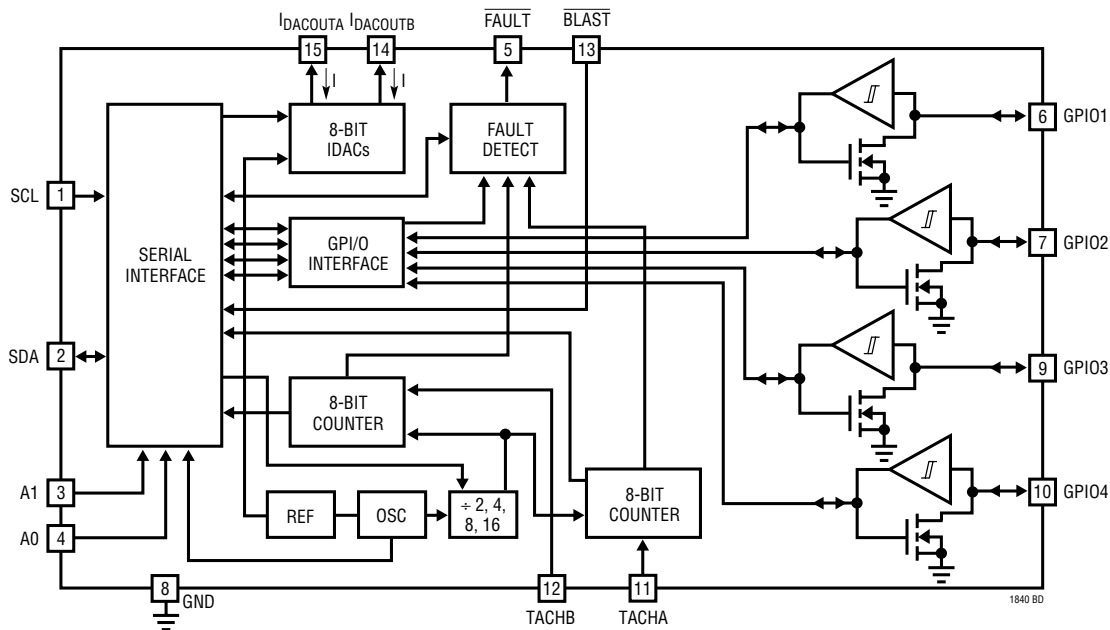 IDACOUTA IDACOUTB FAULT BLAST
15 14 5 13
I I
8-BIT
IDACs
FAULT
DETECT
6 GPIO1
SCL 1
SERIAL
INTERFACE
GPI/O
INTERFACE
7 GPIO2
SDA 2
9 GPIO3
8-BIT
COUNTER
A1 3
A0 4
REF
OSC
÷ 2, 4,
8, 16
8-BIT
COUNTER
10 GPIO4
8 GND
12 11
TACHB TACHA
1840 BD